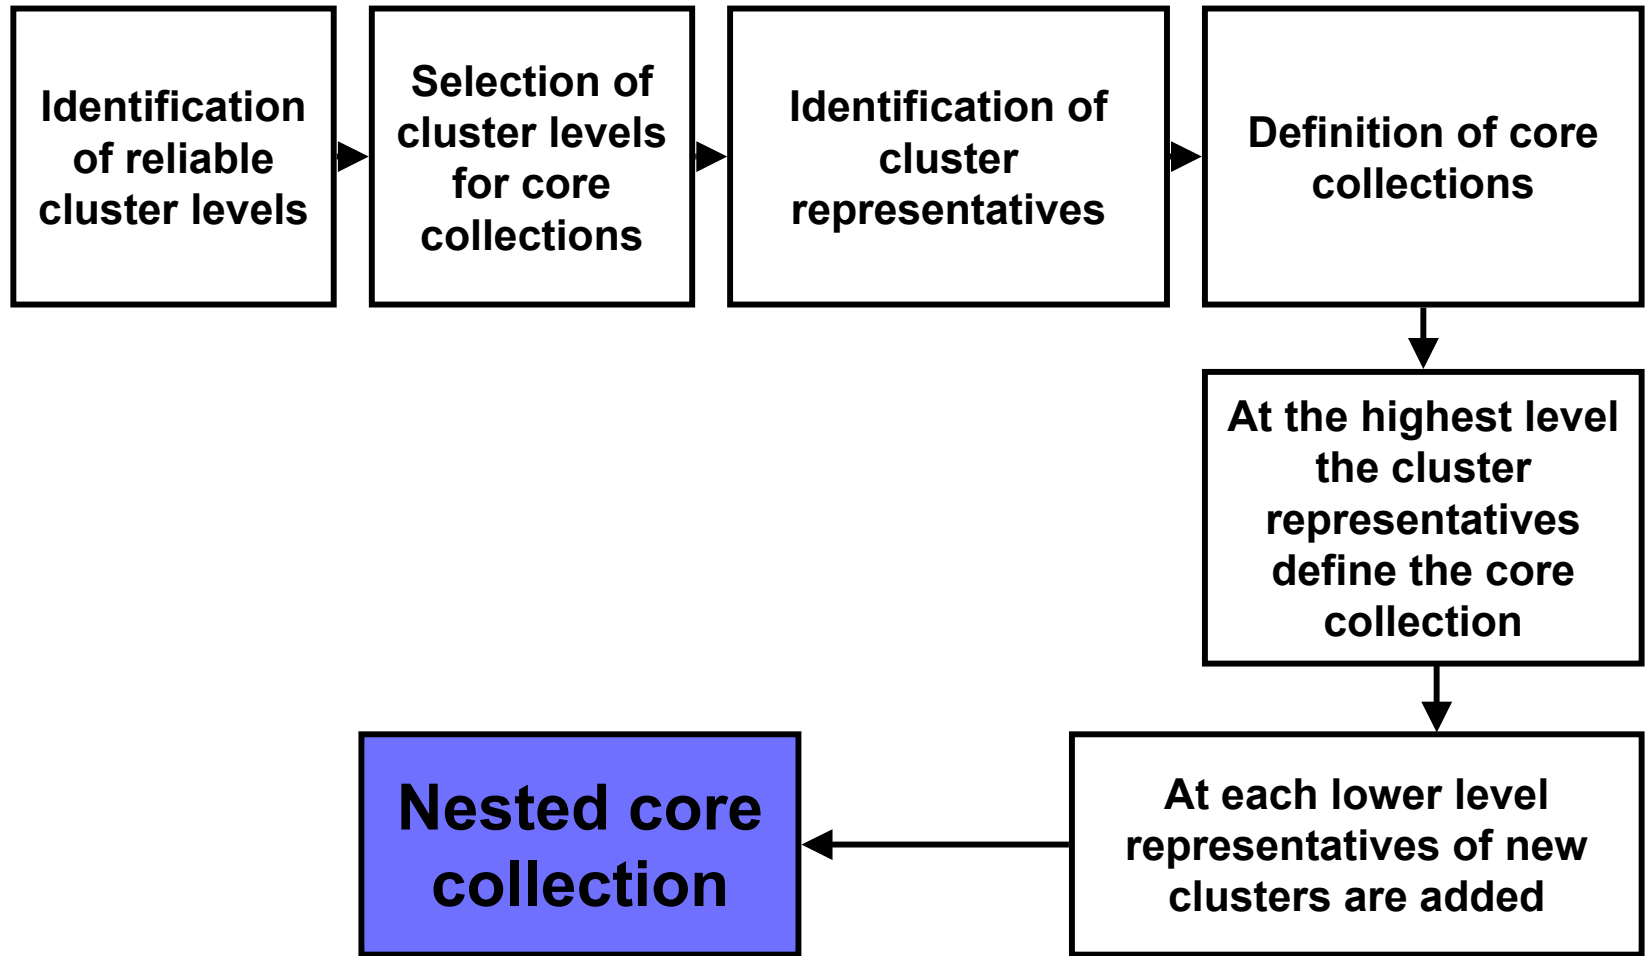 Identification
of reliable
cluster levels
Selection of
cluster levels
for core
collections
Identification of
cluster
representatives
Definition of core
collections
At the highest level
the cluster
representatives
define the core
collection
At each lower level
representatives of new
clusters are added
Nested core
collection